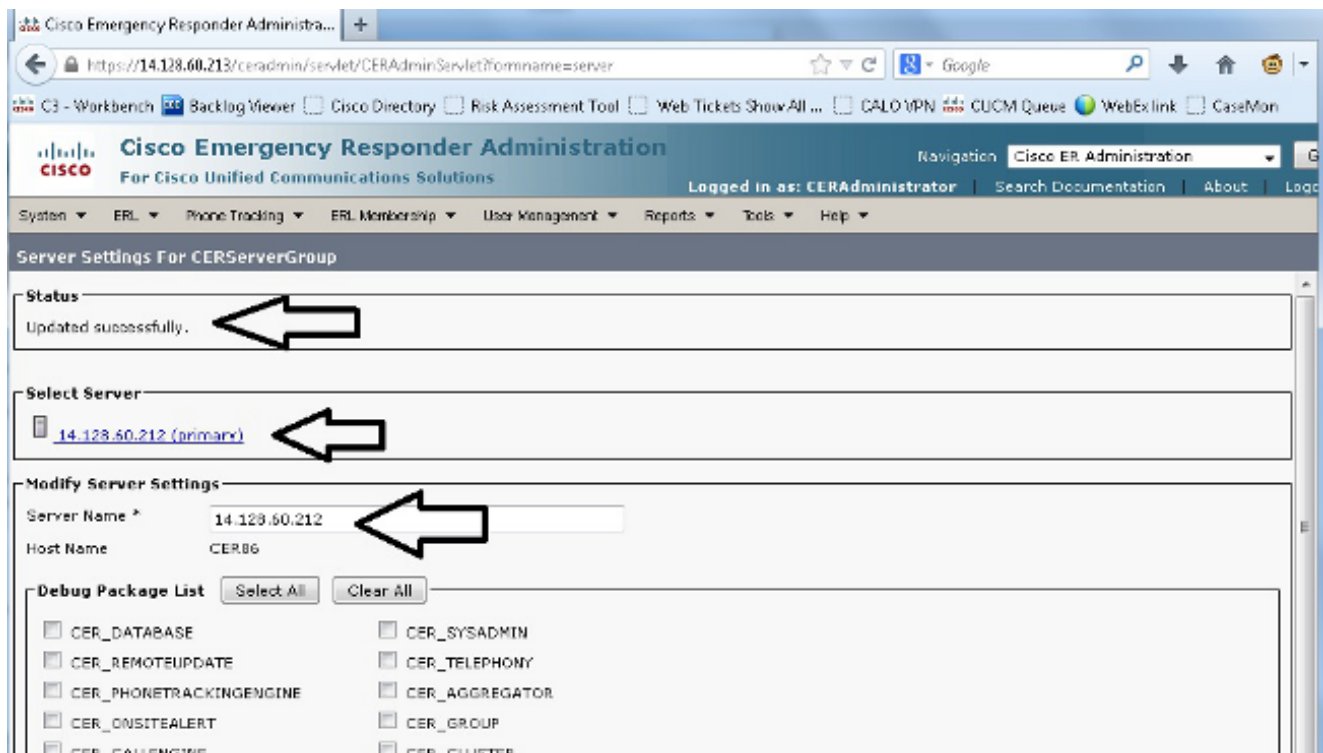 Cisco Emergency Responder Administra...
https://14.128.60.213/ceradmin/servlet/CERAdminServlet?formname=server
Google
C3 - Workbench Backlog Viewer Cisco Directory Risk Assessment Tool Web Tickets Show All ... CALO VPN CUCM Queue WebEx link CaseMon
CISCO
Cisco Emergency Responder Administration
For Cisco Unified Communications Solutions
Navigation Cisco ER Administration G
Logged in as: CERAdministrator Search Documentation About Logo
System ERL Phone Tracking ERL Membership User Management Reports Tools Help
Server Settings For CERServerGroup
Status
Updated successfully.
Select Server
14.128.60.212 (primary)
Modify Server Settings
Server Name * 14.128.60.212
Host Name CER86
Debug Package List Select All Clear All
CER_DATABASE CER_SYSADMIN
CER_REMOTEUPDATE CER_TELEPHONY
CER_PHONETRACKINGENGINE CER_AGGREGATOR
CER_ONSITEALERT CER_GROUP
CER_CALLENGINE CER_CLUSTER